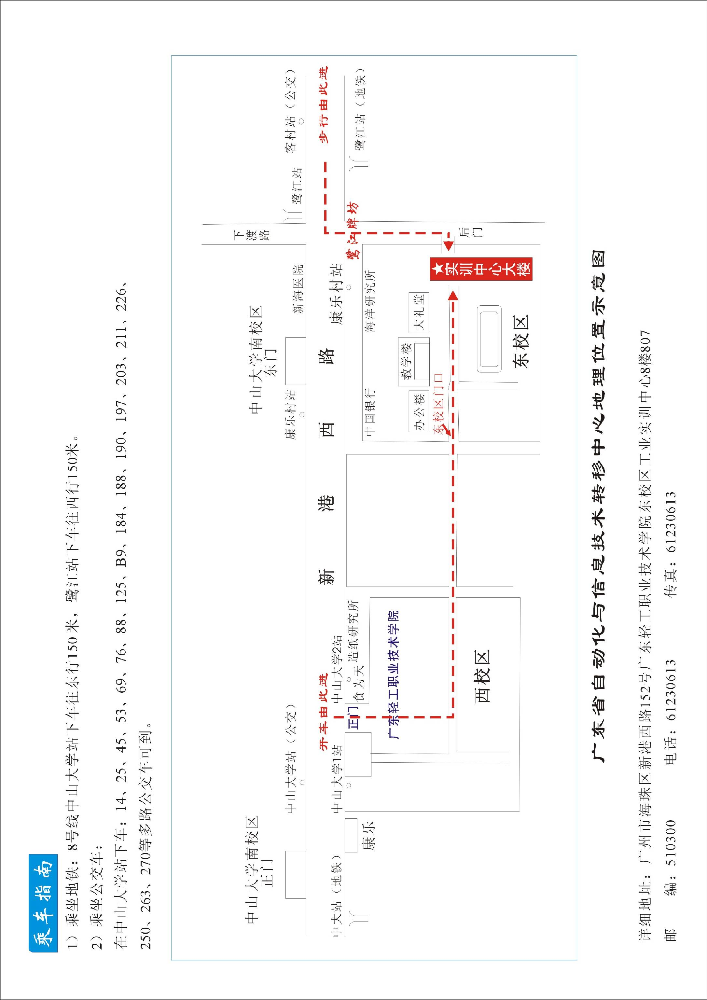 乘车指南
1）乘坐地铁：8号线中山大学站下车往东行150 米，鹭江站下车往西行150米。
2）乘坐公交车：
在中山大学站下车：14、25、45、53、69、76、88、125、B9、184、188、190、197、203、211、226、
250、263、270等多路公交车可到。
中山大学南校区
正门
中山大学南校区
东门
下渡路
中山大学站（公交）
康乐村站
新海医院
鹭江站
客村站（公交）
新港西路
开车由此进
步行由此进
中大站（地铁）
中山大学1站
中山大学2站
康乐村站
鹭江牌坊
鹭江站（地铁）
康乐
正门
食为天
造纸研究所
中国银行
海洋研究所
广东轻工职业技术学院
办公楼
教学楼
大礼堂
东校区门口
★实训中心大楼
后门
西校区
东校区
广东省自动化与信息技术转移中心地理位置示意图
详细地址：广州市海珠区新港西路152号广东轻工职业技术学院东校区工业实训中心8楼807
邮 编：510300 电话：61230613 传真：61230613